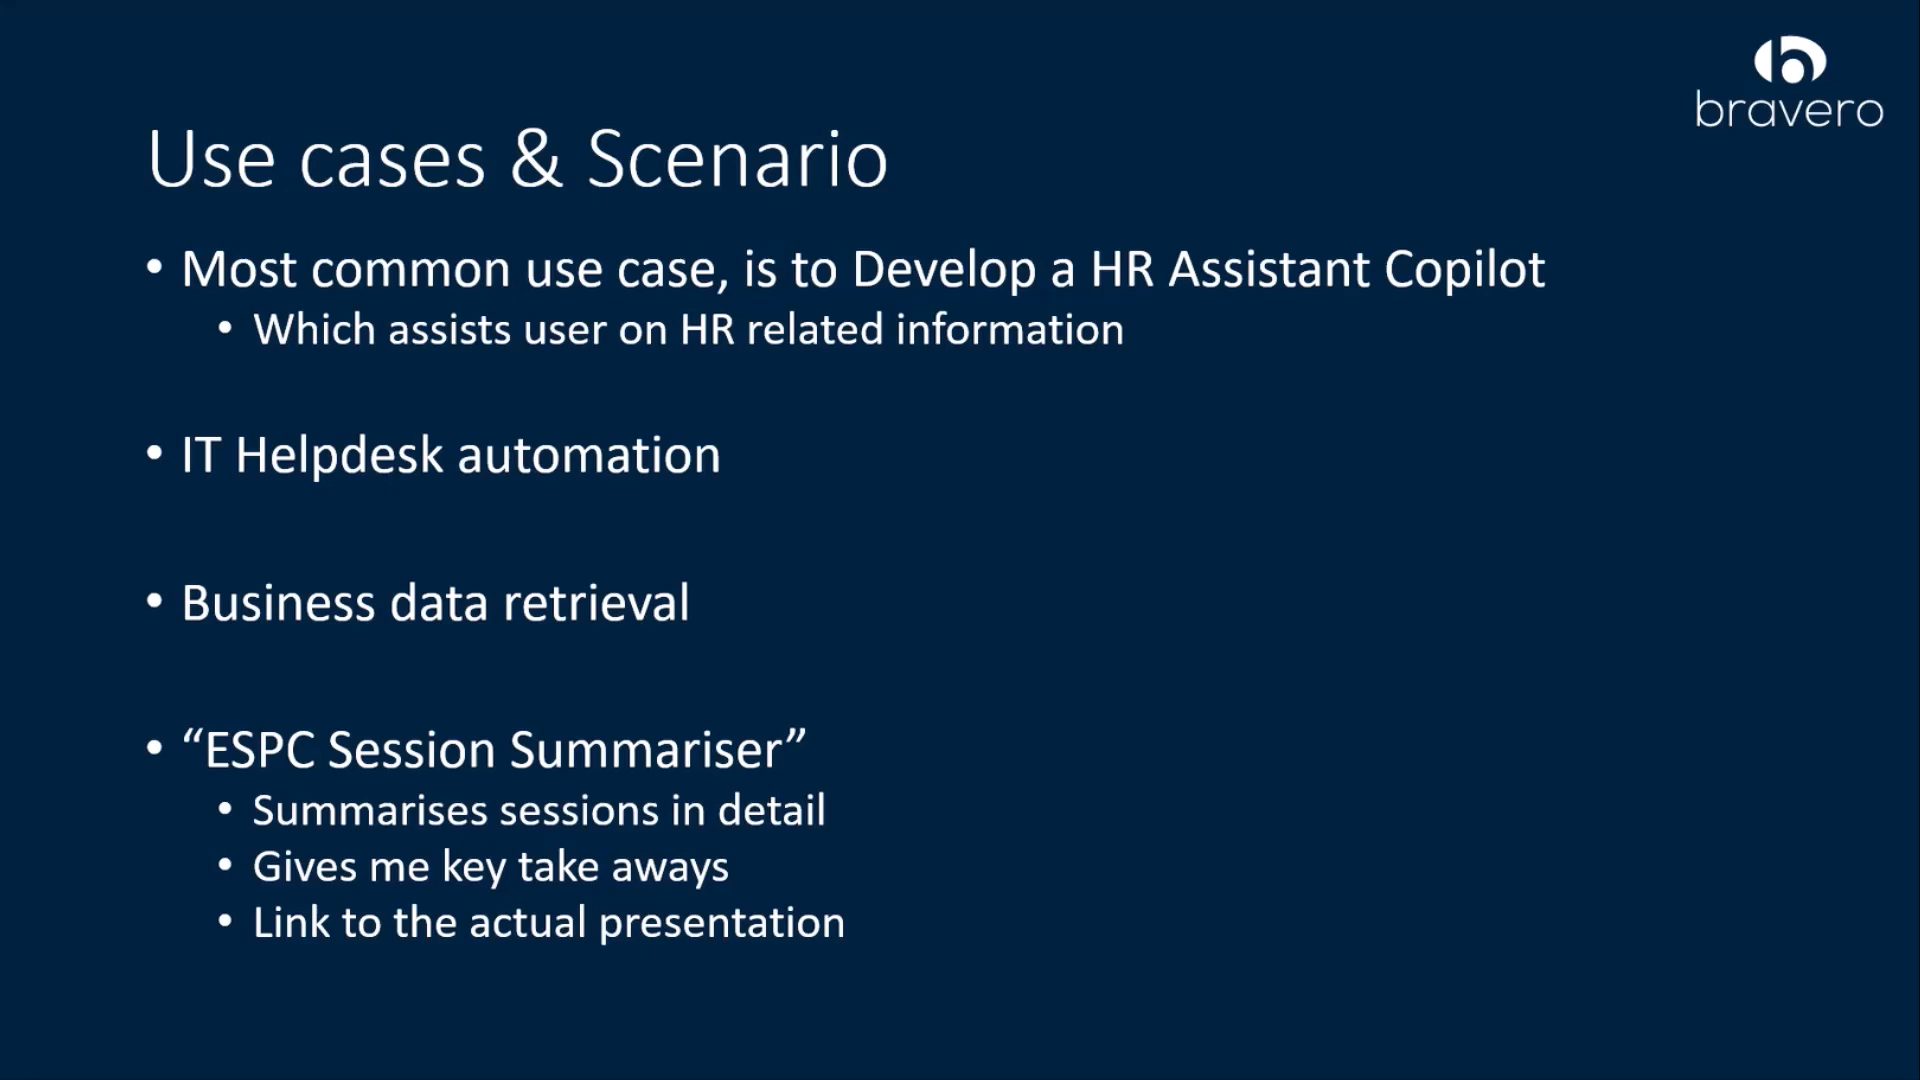 bravero
Use cases & Scenario
• Most common use case, is to Develop a HR Assistant Copilot
• Which assists user on HR related information
• IT Helpdesk automation
• Business data retrieval
• “ESPC Session Summariser”
• Summarises sessions in detail
• Gives me key take aways
• Link to the actual presentation